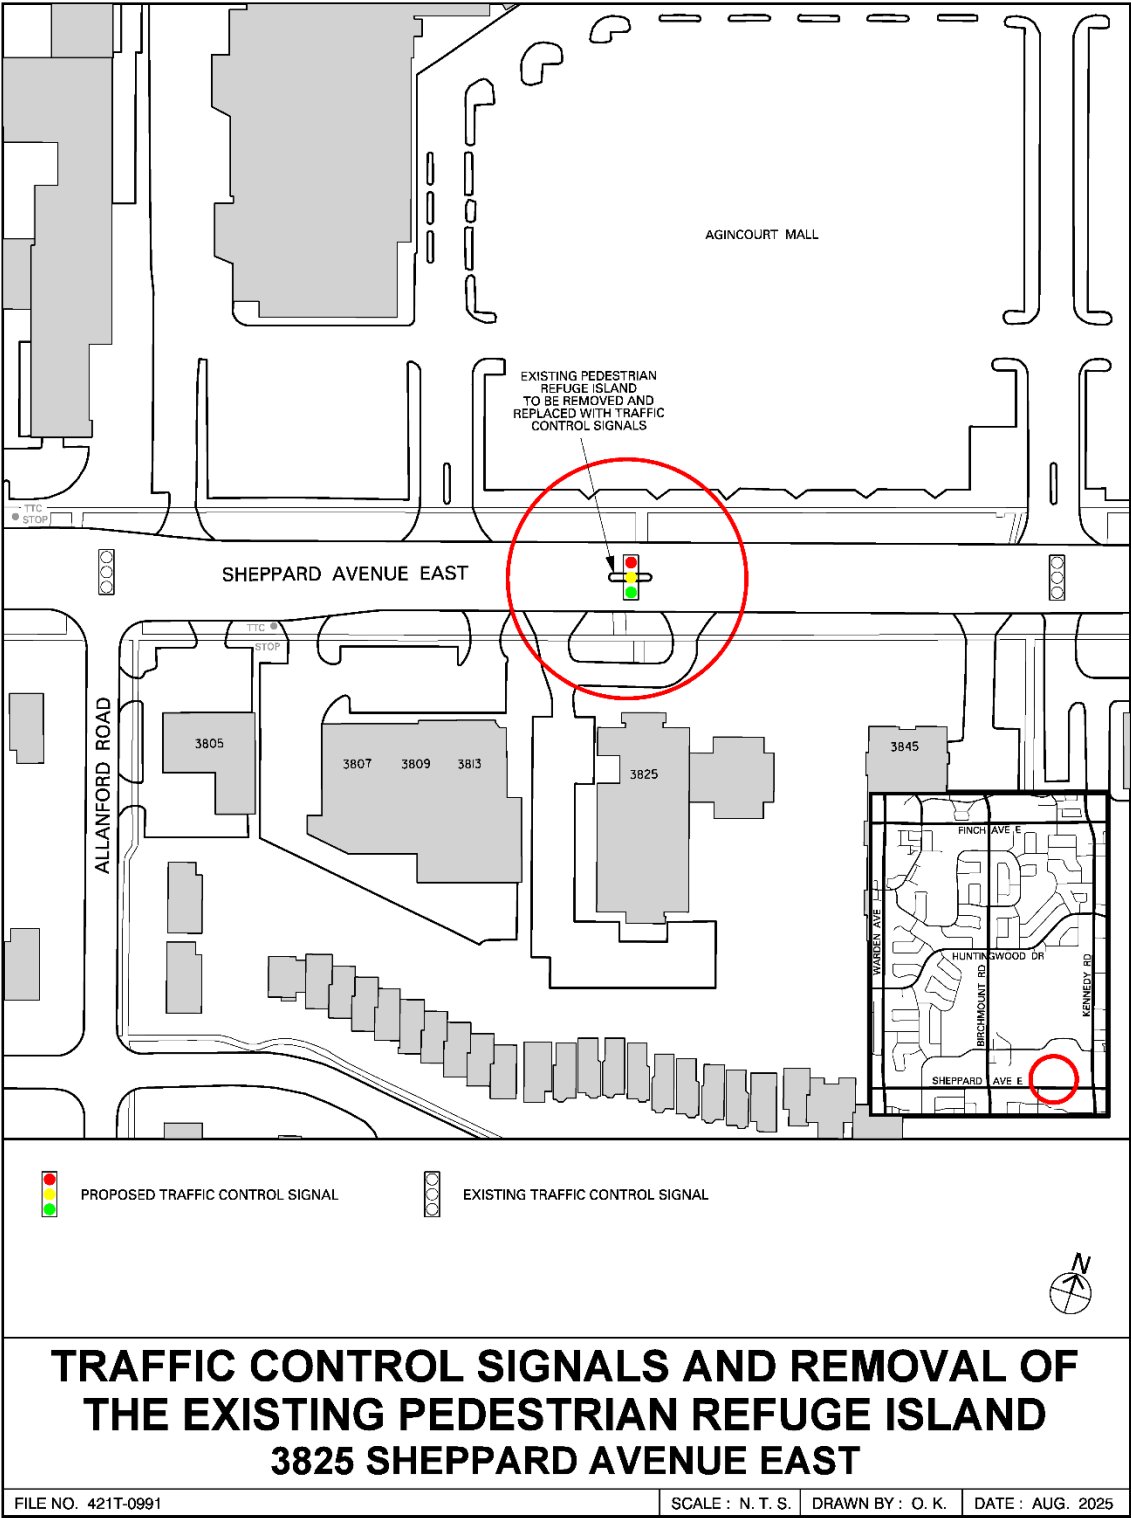 AGINCOURT MALL
EXISTING PEDESTRIAN
REFUGE ISLAND
TO BE REMOVED AND
REPLACED WITH TRAFFIC
CONTROL SIGNALS
TTC
STOP
SHEPPARD AVENUE EAST
TTC
STOP
ALLANFORD ROAD
3805
3807 3809 3813
3825
3845
FINCH AVE E
WARDEN AVE
HUNTINGWOOD DR
BIRCHMOUNT RD
KENNEDY RD
SHEPPARD AVE E
PROPOSED TRAFFIC CONTROL SIGNAL
EXISTING TRAFFIC CONTROL SIGNAL
N
TRAFFIC CONTROL SIGNALS AND REMOVAL OF
THE EXISTING PEDESTRIAN REFUGE ISLAND
3825 SHEPPARD AVENUE EAST
FILE NO. 421T-0991
SCALE : N. T. S.
DRAWN BY : O. K.
DATE : AUG. 2025